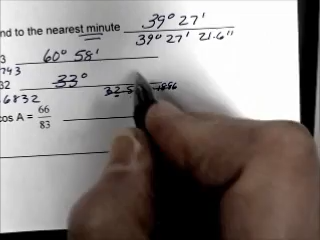 nd to the nearest minute 39° 27'
39° 27' 21.6"
3 60° 58'
743
32 33°
6832
cos A = 66/83